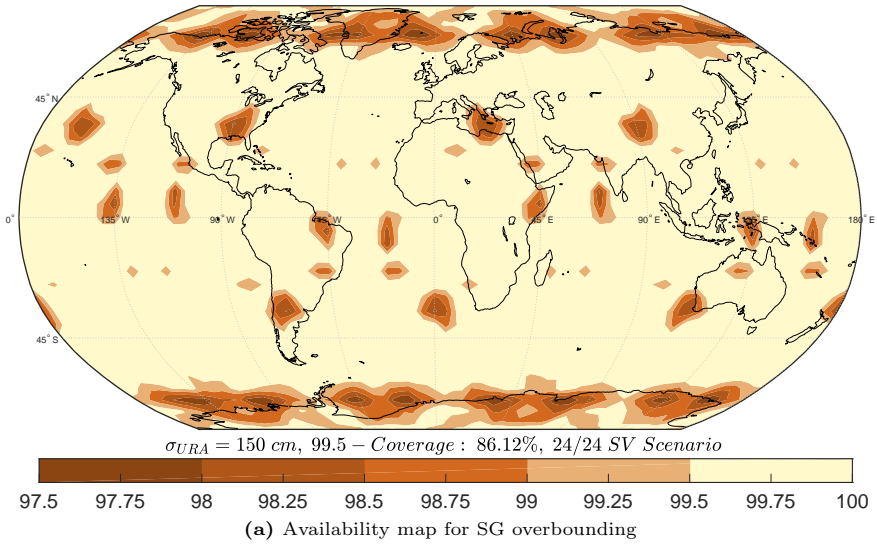 45° N
0° 135° W 90° W 45° W 0° 45° E 90° E 135° E 180° E
45° S
σURA = 150 cm, 99.5 − Coverage : 86.12%, 24/24 SV Scenario
97.5 97.75 98 98.25 98.5 98.75 99 99.25 99.5 99.75 100
(a) Availability map for SG overbounding